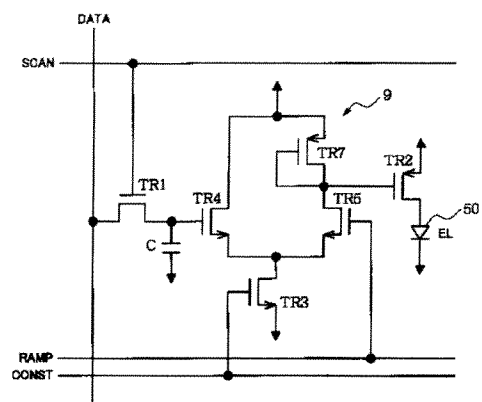 DATA
SCAN
9
TR7
TR2
TR1
TR4
TR5
50
EL
C
TR3
RAMP
CONST